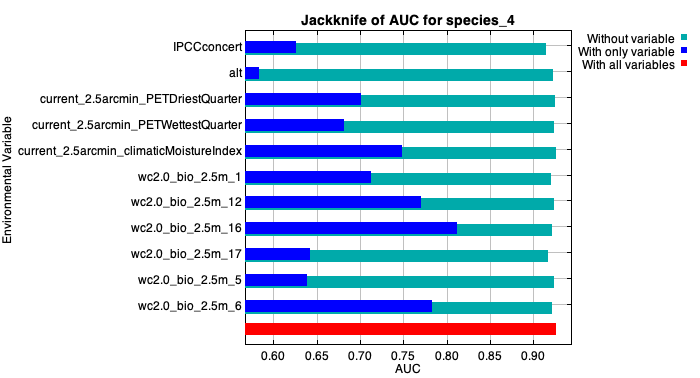 Jackknife of AUC for species_4
Without variable
With only variable
With all variables
Environmental Variable
IPCCconcert
alt
current_2.5arcmin_PETDriestQuarter
current_2.5arcmin_PETWettestQuarter
current_2.5arcmin_climaticMoistureIndex
wc2.0_bio_2.5m_1
wc2.0_bio_2.5m_12
wc2.0_bio_2.5m_16
wc2.0_bio_2.5m_17
wc2.0_bio_2.5m_5
wc2.0_bio_2.5m_6
0.60 0.65 0.70 0.75 0.80 0.85 0.90
AUC